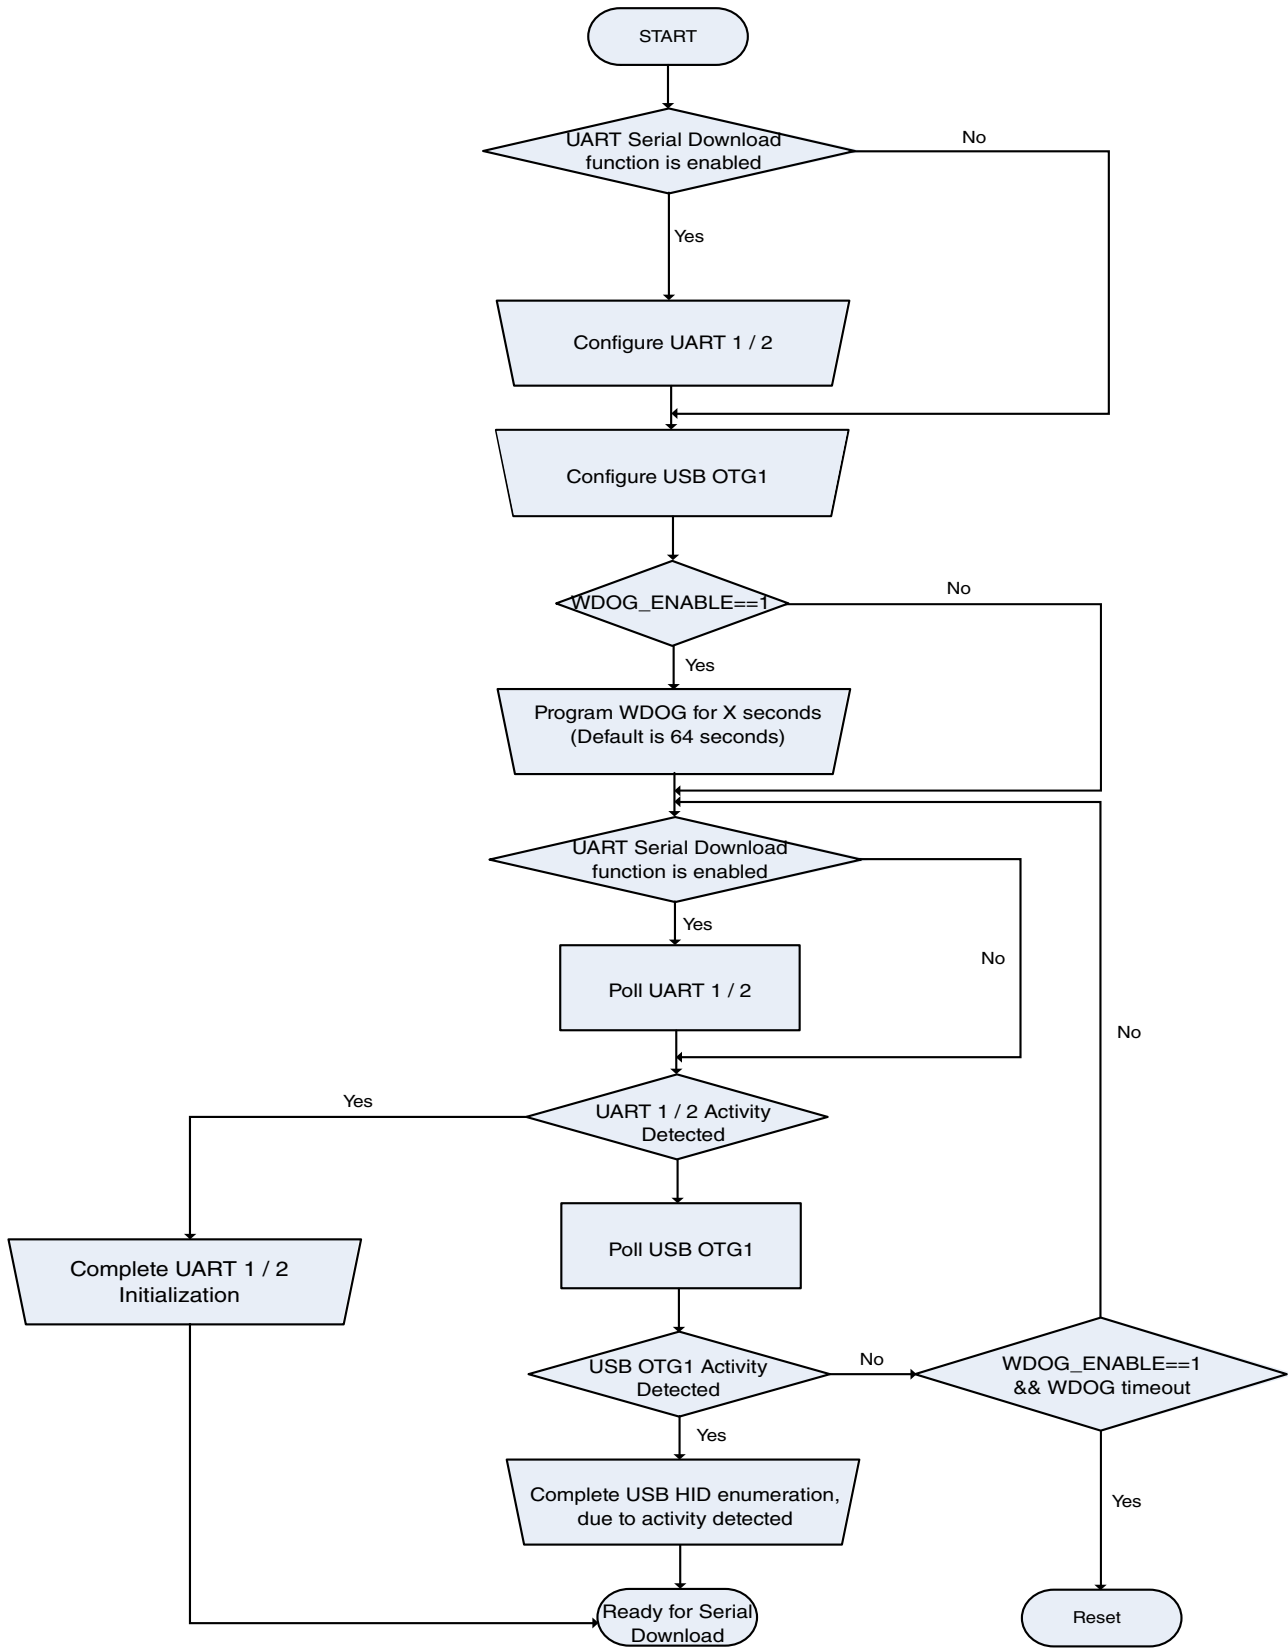 START
UART Serial Download
function is enabled
No
Yes
Configure UART 1 / 2
Configure USB OTG1
WDOG_ENABLE==1
No
Yes
Program WDOG for X seconds
(Default is 64 seconds)
UART Serial Download
function is enabled
Yes
No
Poll UART 1 / 2
No
Yes
UART 1 / 2 Activity
Detected
Poll USB OTG1
Complete UART 1 / 2
Initialization
USB OTG1 Activity
Detected
No
WDOG_ENABLE==1
&& WDOG timeout
Yes
Complete USB HID enumeration,
due to activity detected
Yes
Ready for Serial
Download
Reset